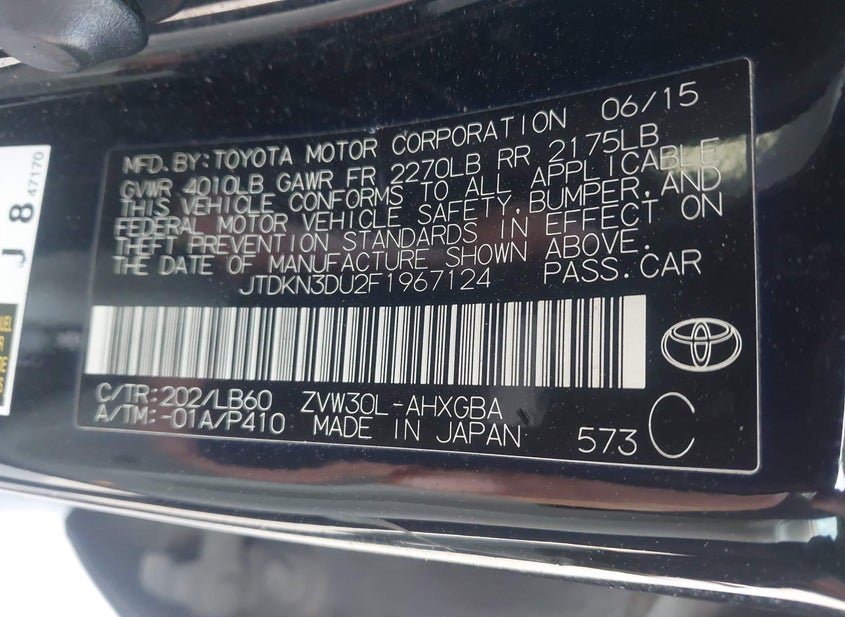 MFD.BY:TOYOTA MOTOR CORPORATION 06/15
GVWR 4010LB GAWR FR 2270LB RR 2175LB
THIS VEHICLE CONFORMS TO ALL APPLICABLE
FEDERAL MOTOR VEHICLE SAFETY, BUMPER, AND
THEFT PREVENTION STANDARDS IN EFFECT ON
THE DATE OF MANUFACTURE SHOWN ABOVE.
JTDKN3DU2F1967124 PASS.CAR
C/TR:202/LB60 ZVW30L-AHXGBA
A/TM:-01A/P410 MADE IN JAPAN 573 C
J 8 47170